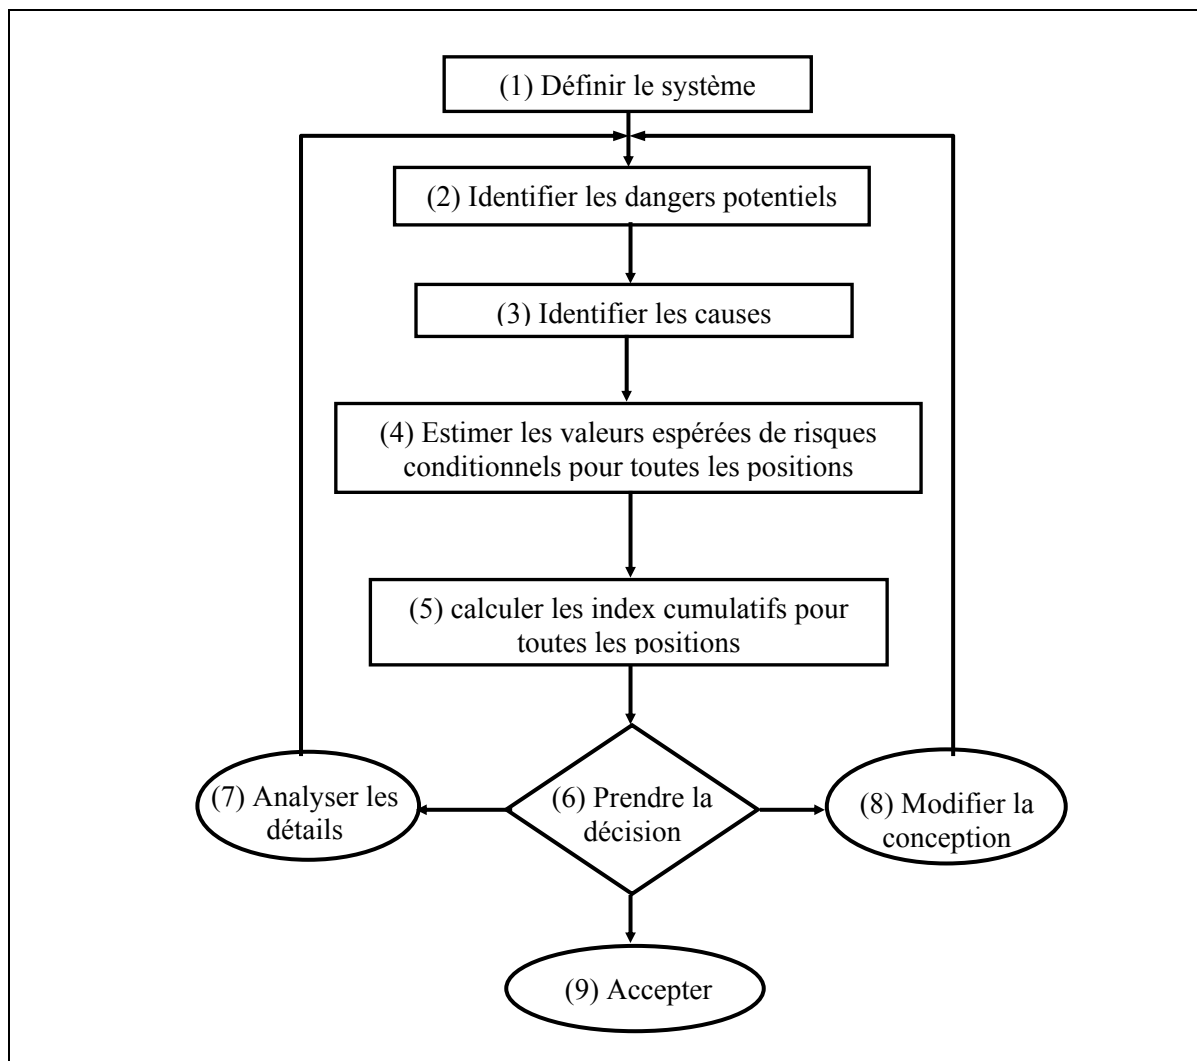 (1) Définir le système
(2) Identifier les dangers potentiels
(3) Identifier les causes
(4) Estimer les valeurs espérées de risques
conditionnels pour toutes les positions
(5) calculer les index cumulatifs pour
toutes les positions
(7) Analyser les
détails
(6) Prendre la
décision
(8) Modifier la
conception
(9) Accepter